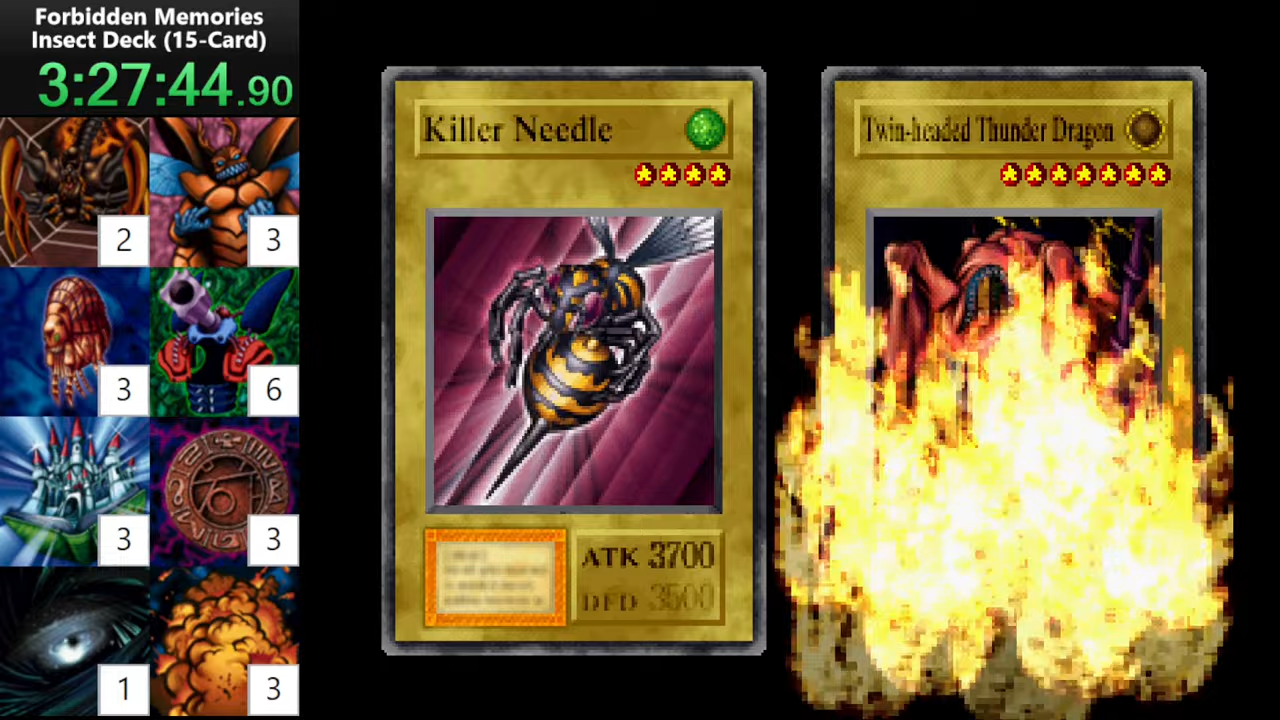 Forbidden Memories
Insect Deck (15-Card)
3:27:44.90
2
3
3
6
3
3
1
3
Killer Needle
ATK 3700
DFD 3500
Twin-headed Thunder Dragon